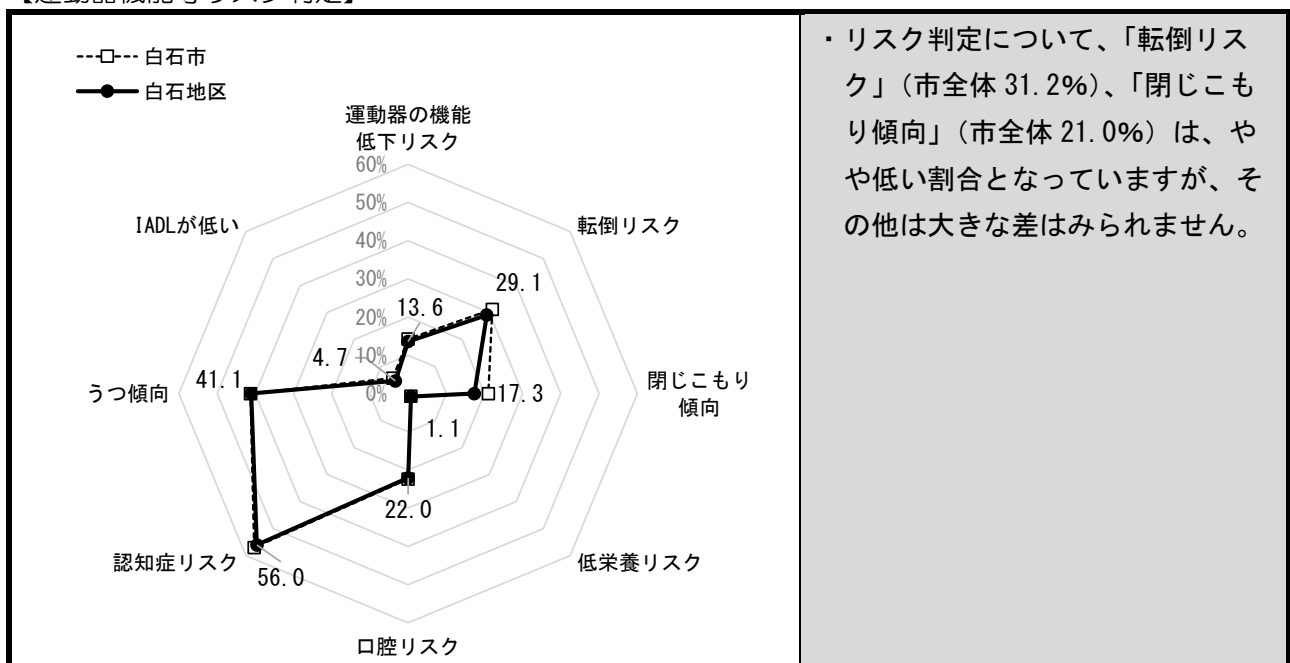 【運動器機能等リスク判定】
---□--- 白石市
―●― 白石地区
運動器の機能
低下リスク
60%
50%
40%
30%
20%
10%
0%
IADLが低い
転倒リスク
29.1
13.6
4.7
うつ傾向
41.1
17.3
閉じこもり
傾向
1.1
22.0
認知症リスク
56.0
低栄養リスク
口腔リスク
・リスク判定について、「転倒リス
ク」（市全体 31.2%）、「閉じこも
り傾向」（市全体 21.0%）は、や
や低い割合となっていますが、そ
の他は大きな差はみられません。